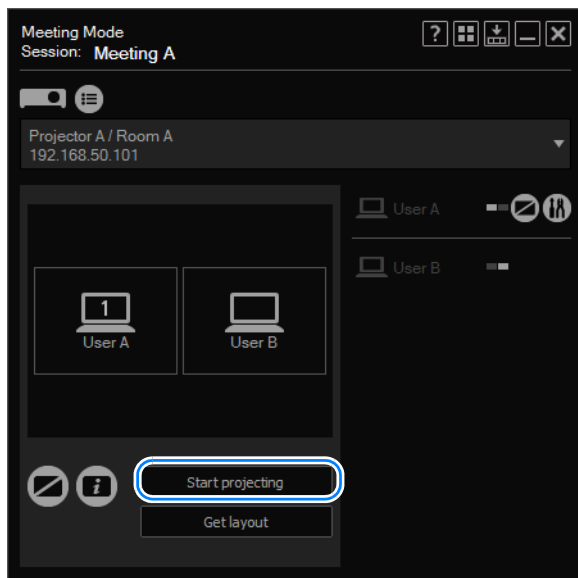 Meeting Mode
Session: Meeting A
?
Projector A / Room A
192.168.50.101
1
User A
User B
User A
User B
i
Start projecting
Get layout